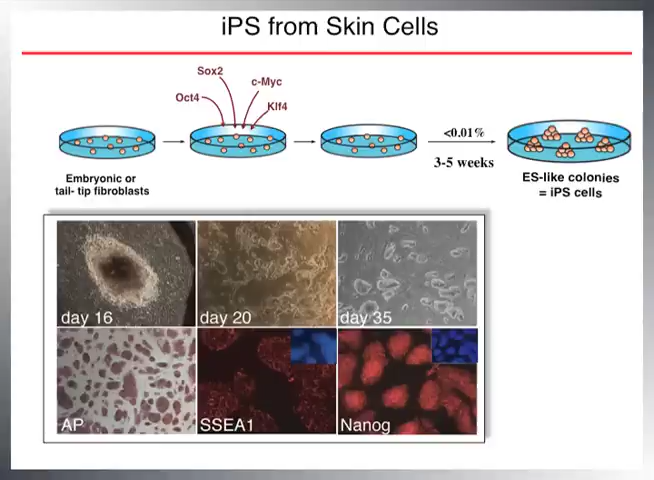 iPS from Skin Cells
Sox2
c-Myc
Oct4
Klf4
<0.01%
3-5 weeks
Embryonic or
tail- tip fibroblasts
ES-like colonies
= iPS cells
day 16
day 20
day 35
AP
SSEA1
Nanog